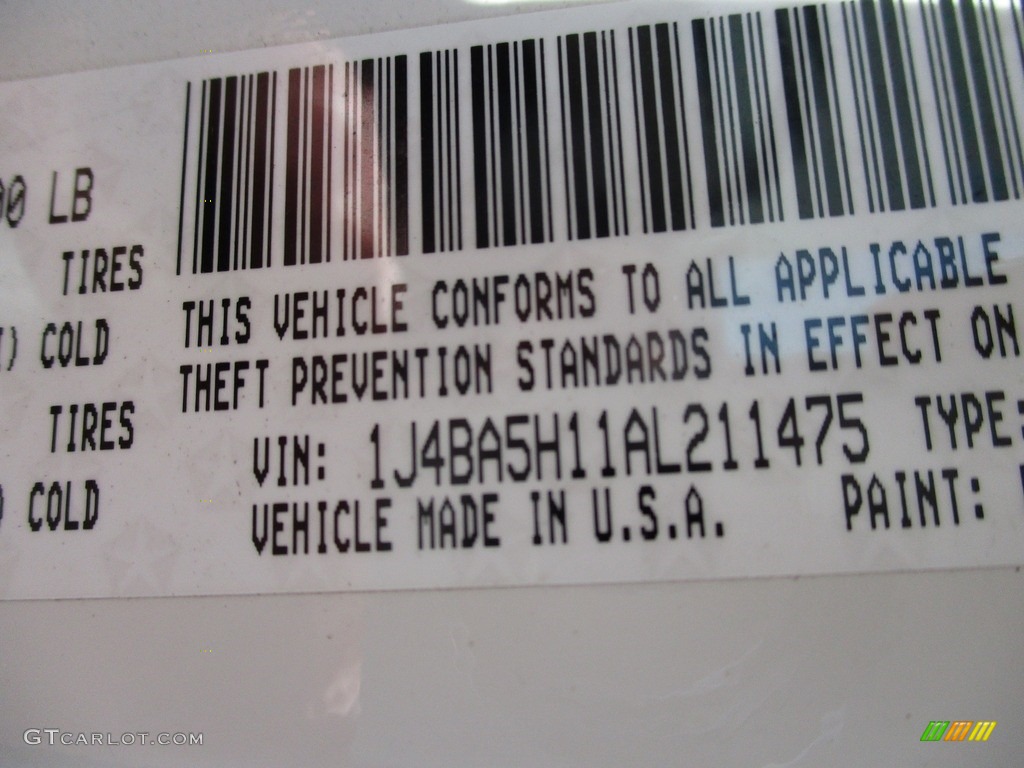 00 LB
TIRES
COLD
TIRES
COLD
THIS VEHICLE CONFORMS TO ALL APPLICABLE
THEFT PREVENTION STANDARDS IN EFFECT ON
VIN: 1J4BA5H11AL211475 TYPE:
VEHICLE MADE IN U.S.A. PAINT:
GTCARLOT.COM